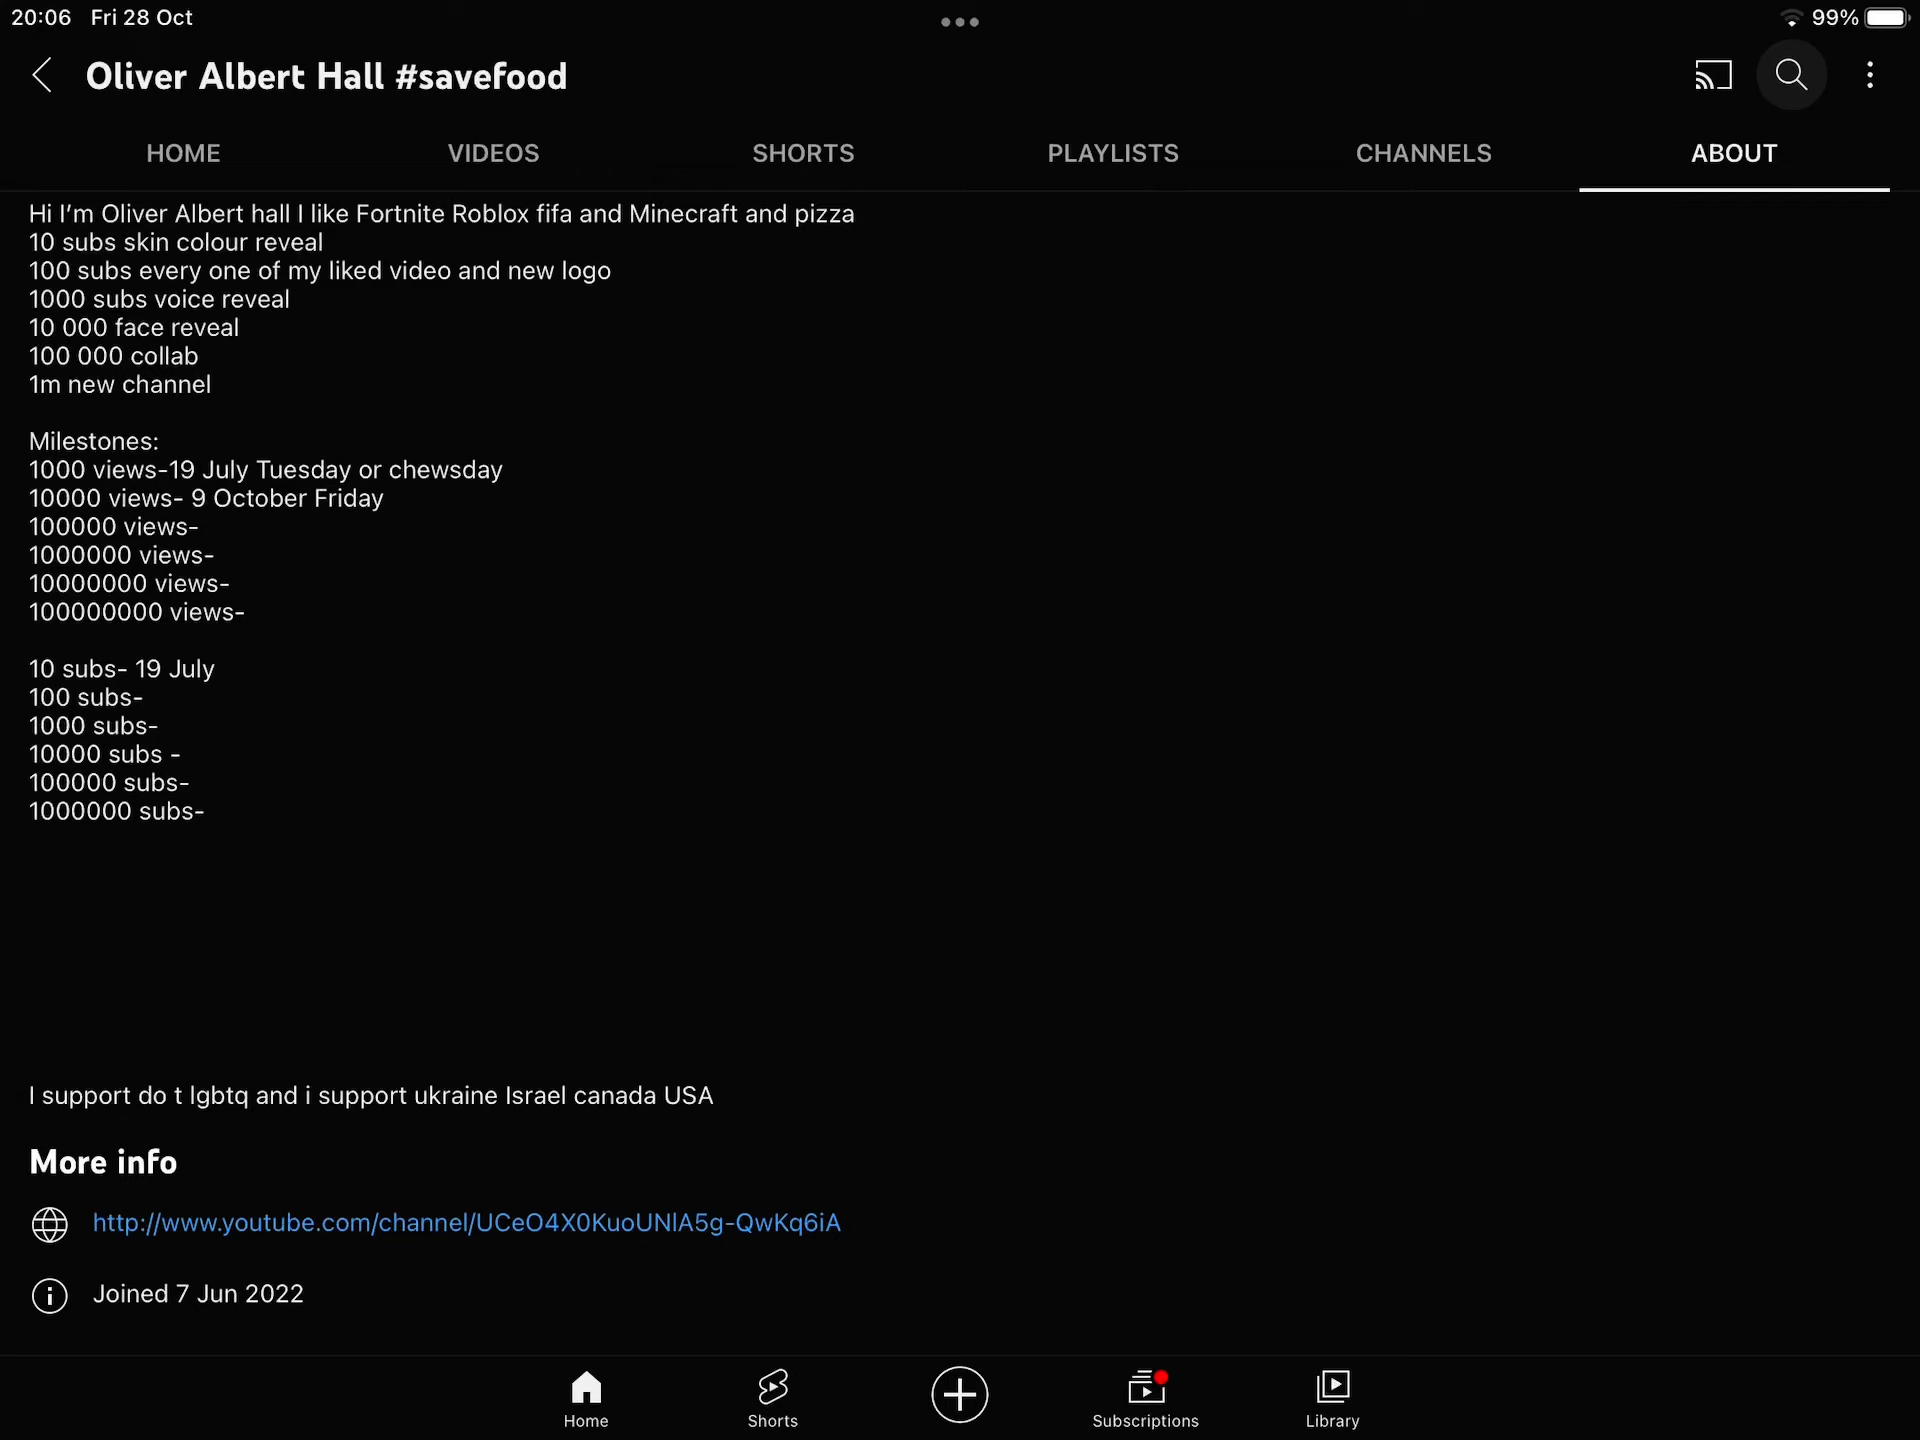 20:06 Fri 28 Oct
99%
Oliver Albert Hall #savefood
HOME VIDEOS SHORTS PLAYLISTS CHANNELS ABOUT
Hi I’m Oliver Albert hall I like Fortnite Roblox fifa and Minecraft and pizza
10 subs skin colour reveal
100 subs every one of my liked video and new logo
1000 subs voice reveal
10 000 face reveal
100 000 collab
1m new channel
Milestones:
1000 views-19 July Tuesday or chewsday
10000 views- 9 October Friday
100000 views-
1000000 views-
10000000 views-
100000000 views-
10 subs- 19 July
100 subs-
1000 subs-
10000 subs -
100000 subs-
1000000 subs-
I support do t lgbtq and i support ukraine Israel canada USA
More info
http://www.youtube.com/channel/UCeO4X0KuoUNlA5g-QwKq6iA
Joined 7 Jun 2022
Home Shorts Subscriptions Library